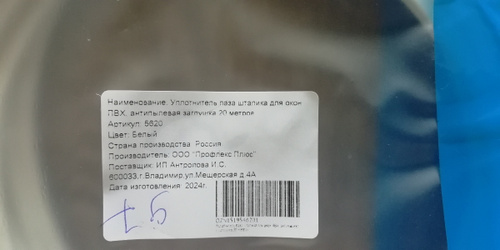 Наименование: Уплотнитель паза штапика для окон
ПВХ, антипылевая заглушка 20 метров
Артикул: 5620
Цвет: Белый
Страна производства: Россия
Производитель: ООО "Профлекс Плюс"
Поставщик: ИП Антропова И.С.
600033,г.Владимир,ул.Мещерская д.4А
Дата изготовления: 2024г.